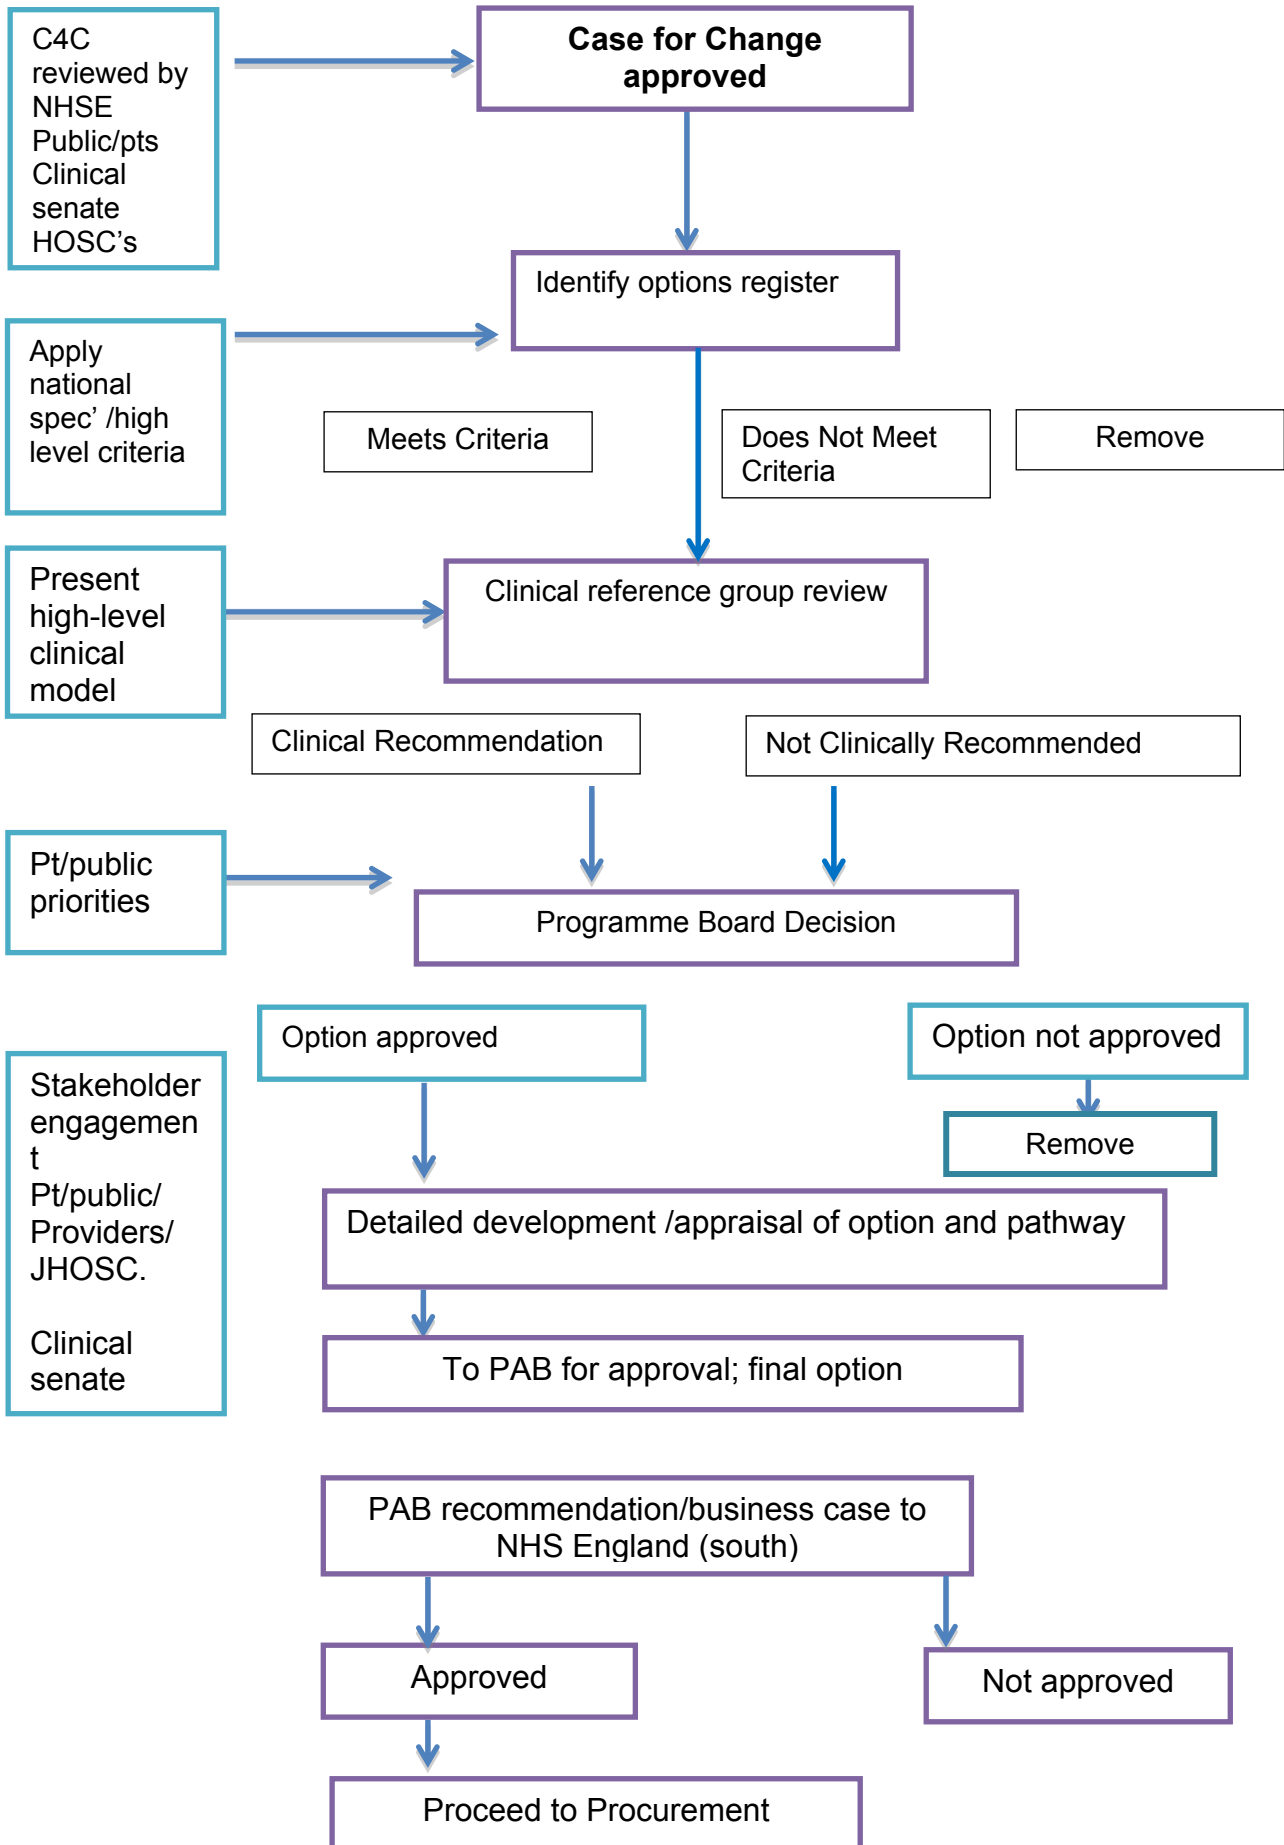 C4C
reviewed by
NHSE
Public/pts
Clinical
senate
HOSC's
Case for Change
approved
Identify options register
Apply
national
spec’ /high
level criteria
Meets Criteria
Does Not Meet
Criteria
Remove
Present
high-level
clinical
model
Clinical reference group review
Clinical Recommendation
Not Clinically Recommended
Pt/public
priorities
Programme Board Decision
Option approved
Option not approved
Remove
Stakeholder
engagemen
t
Pt/public/
Providers/
JHOSC.
Clinical
senate
Detailed development /appraisal of option and pathway
To PAB for approval; final option
PAB recommendation/business case to
NHS England (south)
Approved
Not approved
Proceed to Procurement